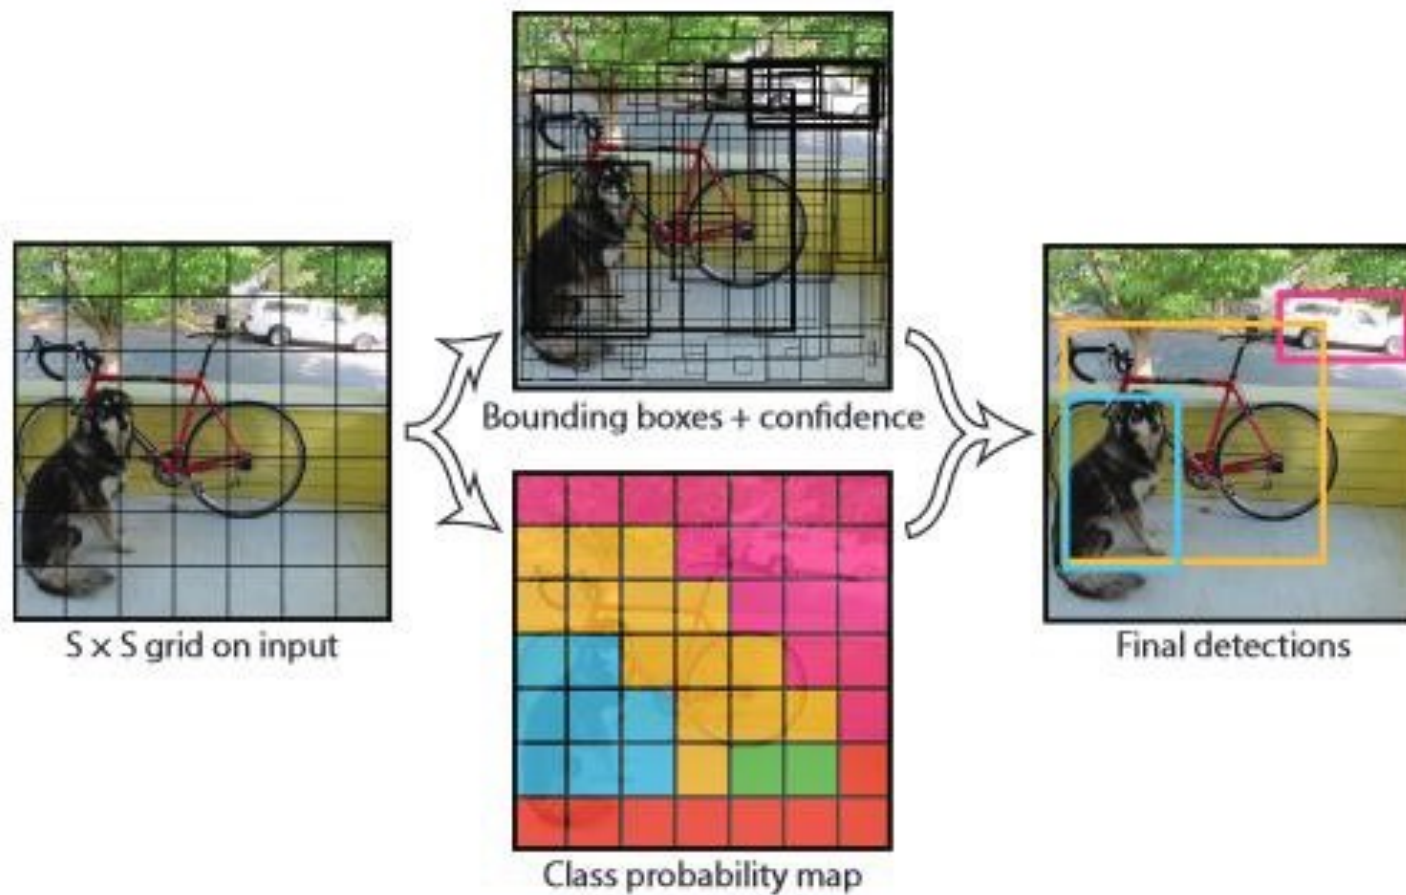 Bounding boxes + confidence
S × S grid on input
Final detections
Class probability map